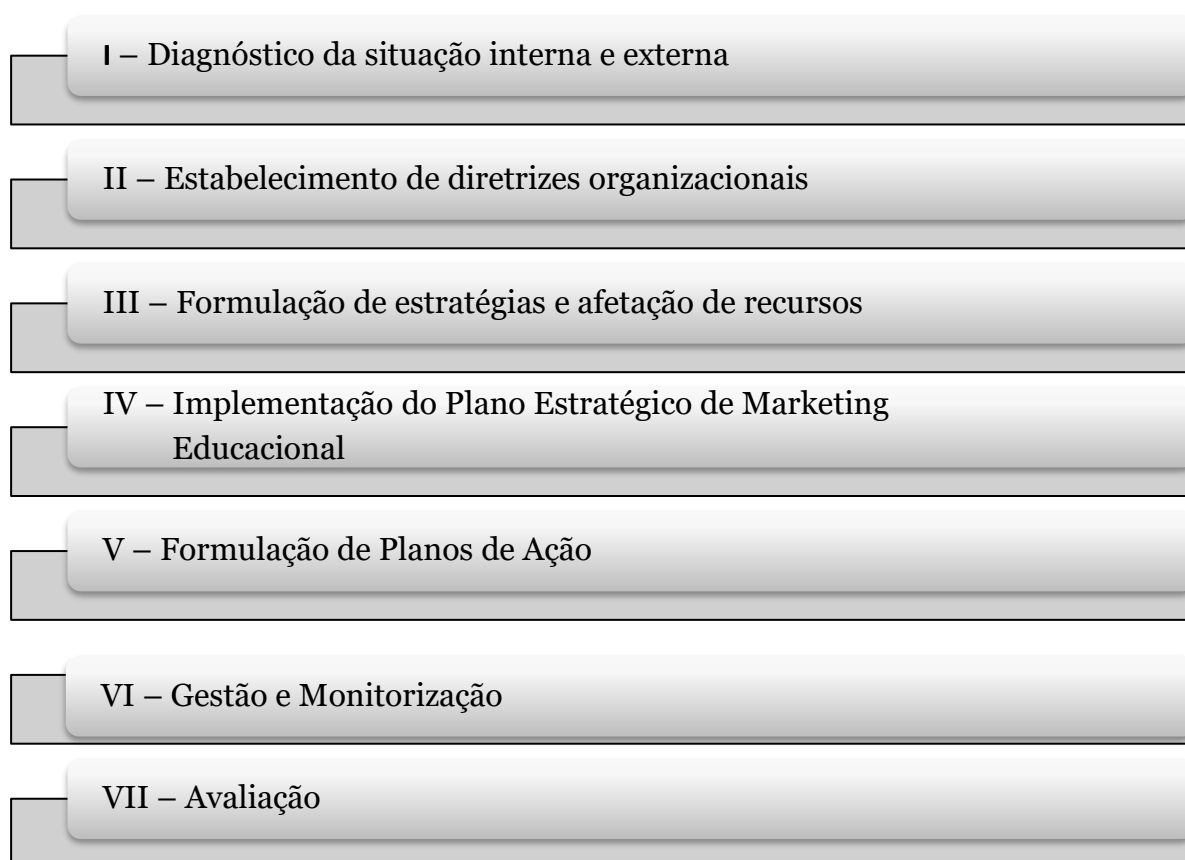 I – Diagnóstico da situação interna e externa
II – Estabelecimento de diretrizes organizacionais
III – Formulação de estratégias e afetação de recursos
IV – Implementação do Plano Estratégico de Marketing
Educacional
V – Formulação de Planos de Ação
VI – Gestão e Monitorização
VII – Avaliação